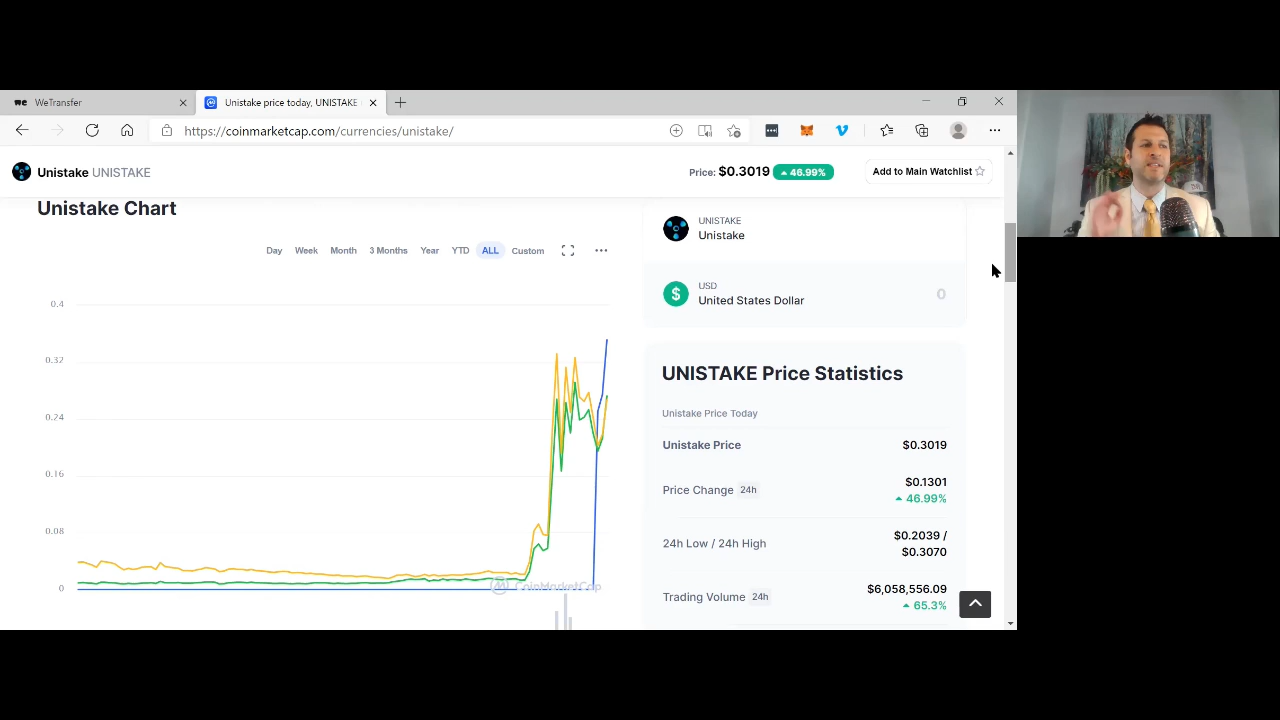 WeTransfer
Unistake price today, UNISTAKE
https://coinmarketcap.com/currencies/unistake/
Unistake UNISTAKE
Price: $0.3019 46.99%
Add to Main Watchlist
Unistake Chart
Day Week Month 3 Months Year YTD ALL Custom
0.4
0.32
0.24
0.16
0.08
0
CoinMarketCap
UNISTAKE
Unistake
$
USD
United States Dollar
0
UNISTAKE Price Statistics
Unistake Price Today
Unistake Price $0.3019
Price Change 24h $0.1301
46.99%
24h Low / 24h High $0.2039 /
$0.3070
Trading Volume 24h $6,058,556.09
65.3%